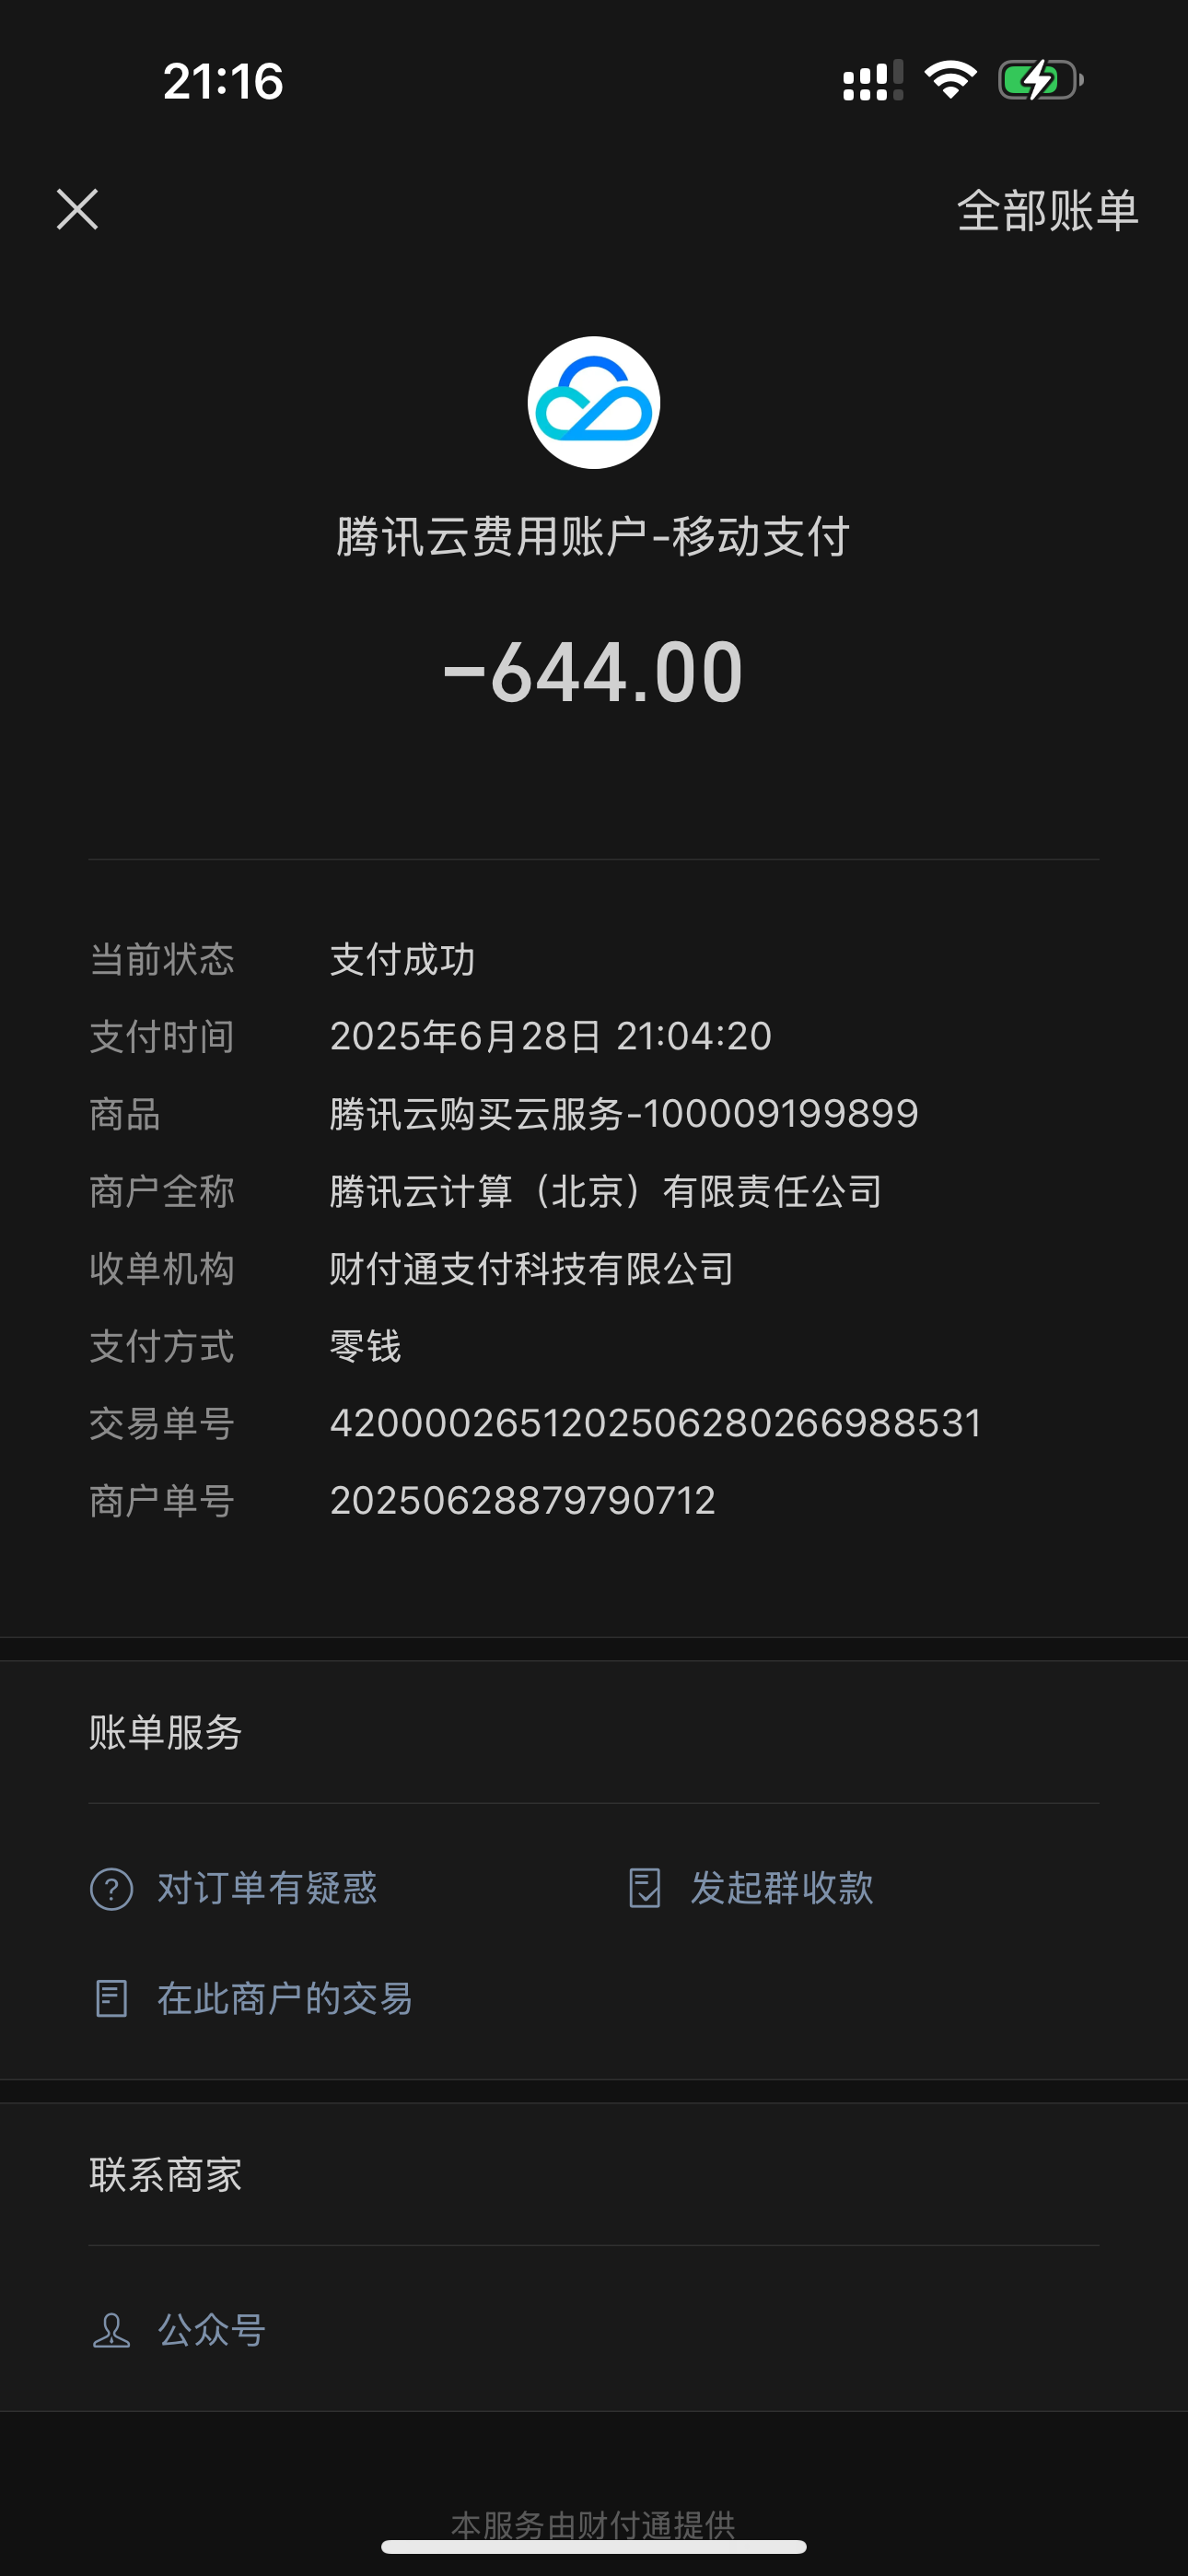 21:16
全部账单
腾讯云费用账户-移动支付
-644.00
当前状态 支付成功
支付时间 2025年6月28日 21:04:20
商品 腾讯云购买云服务-100009199899
商户全称 腾讯云计算（北京）有限责任公司
收单机构 财付通支付科技有限公司
支付方式 零钱
交易单号 4200002651202506280266988531
商户单号 20250628879790712
账单服务
对订单有疑惑 发起群收款
在此商户的交易
联系商家
公众号
本服务由财付通提供